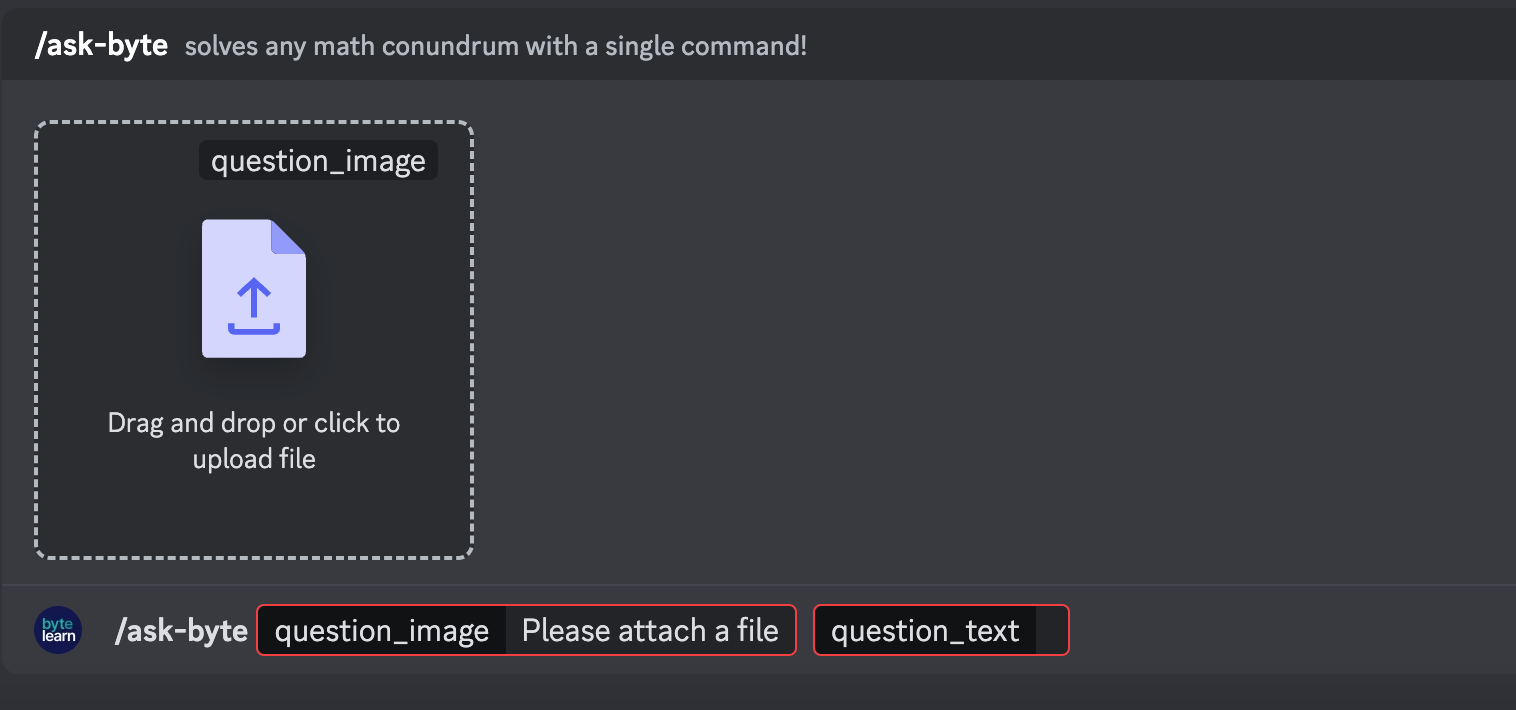 /ask-byte solves any math conundrum with a single command!
question_image
Drag and drop or click to
upload file
byte
learn
/ask-byte question_image Please attach a file question_text